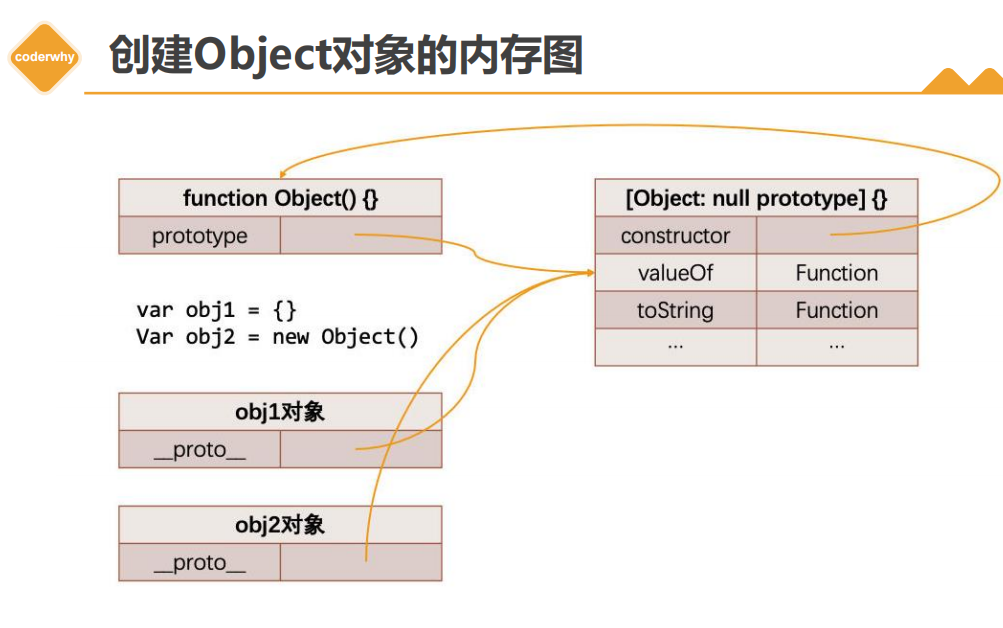 coderwhy
创建Object对象的内存图
function Object() {}
prototype
[Object: null prototype] {}
constructor
valueOf Function
toString Function
... ...
var obj1 = {}
Var obj2 = new Object()
obj1对象
__proto__
obj2对象
__proto__